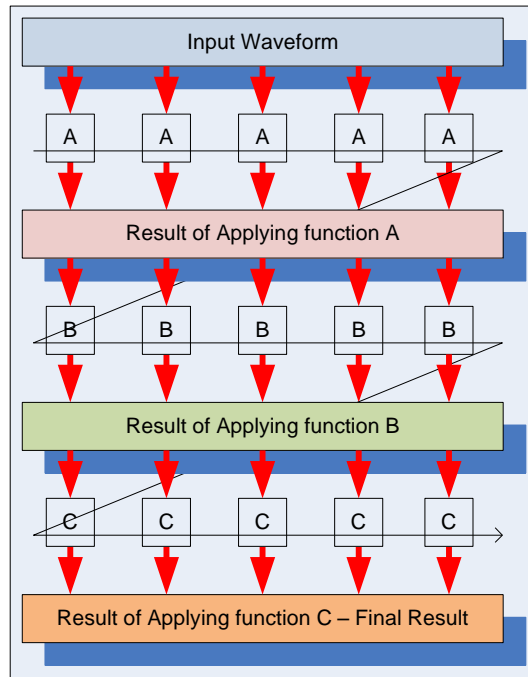 Input Waveform
A A A A A
Result of Applying function A
B B B B B
Result of Applying function B
C C C C C
Result of Applying function C – Final Result